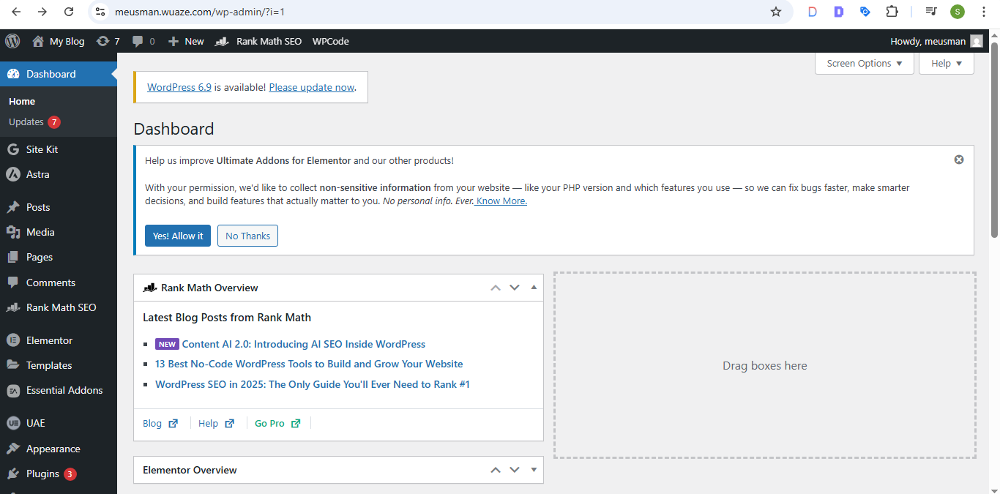 meusman.wuaze.com/wp-admin/?i=1
S
My Blog 7 0 New Rank Math SEO WPCode Howdy, meusman
Dashboard
Home
Updates 7
Site Kit
Astra
Posts
Media
Pages
Comments
Rank Math SEO
Elementor
Templates
Essential Addons
UAE
Appearance
Plugins 3
Screen Options ▼ Help ▼
WordPress 6.9 is available! Please update now.
Dashboard
Help us improve Ultimate Addons for Elementor and our other products!
With your permission, we'd like to collect non-sensitive information from your website — like your PHP version and which features you use — so we can fix bugs faster, make smarter
decisions, and build features that actually matter to you. No personal info. Ever. Know More.
Yes! Allow it No Thanks
Rank Math Overview
Latest Blog Posts from Rank Math
NEW Content AI 2.0: Introducing AI SEO Inside WordPress
13 Best No-Code WordPress Tools to Build and Grow Your Website
WordPress SEO in 2025: The Only Guide You'll Ever Need to Rank #1
Blog Help Go Pro
Elementor Overview
Drag boxes here